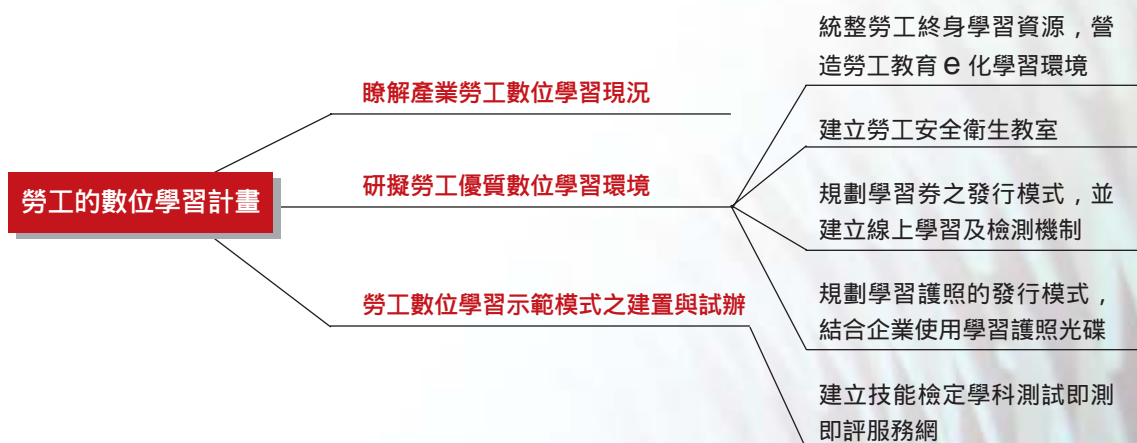 勞工的數位學習計畫
瞭解產業勞工數位學習現況
研擬勞工優質數位學習環境
勞工數位學習示範模式之建置與試辦
統整勞工終身學習資源，營
造勞工教育 e 化學習環境
建立勞工安全衛生教室
規劃學習券之發行模式，並
建立線上學習及檢測機制
規劃學習護照的發行模式，
結合企業使用學習護照光碟
建立技能檢定學科測試即測
即評服務網